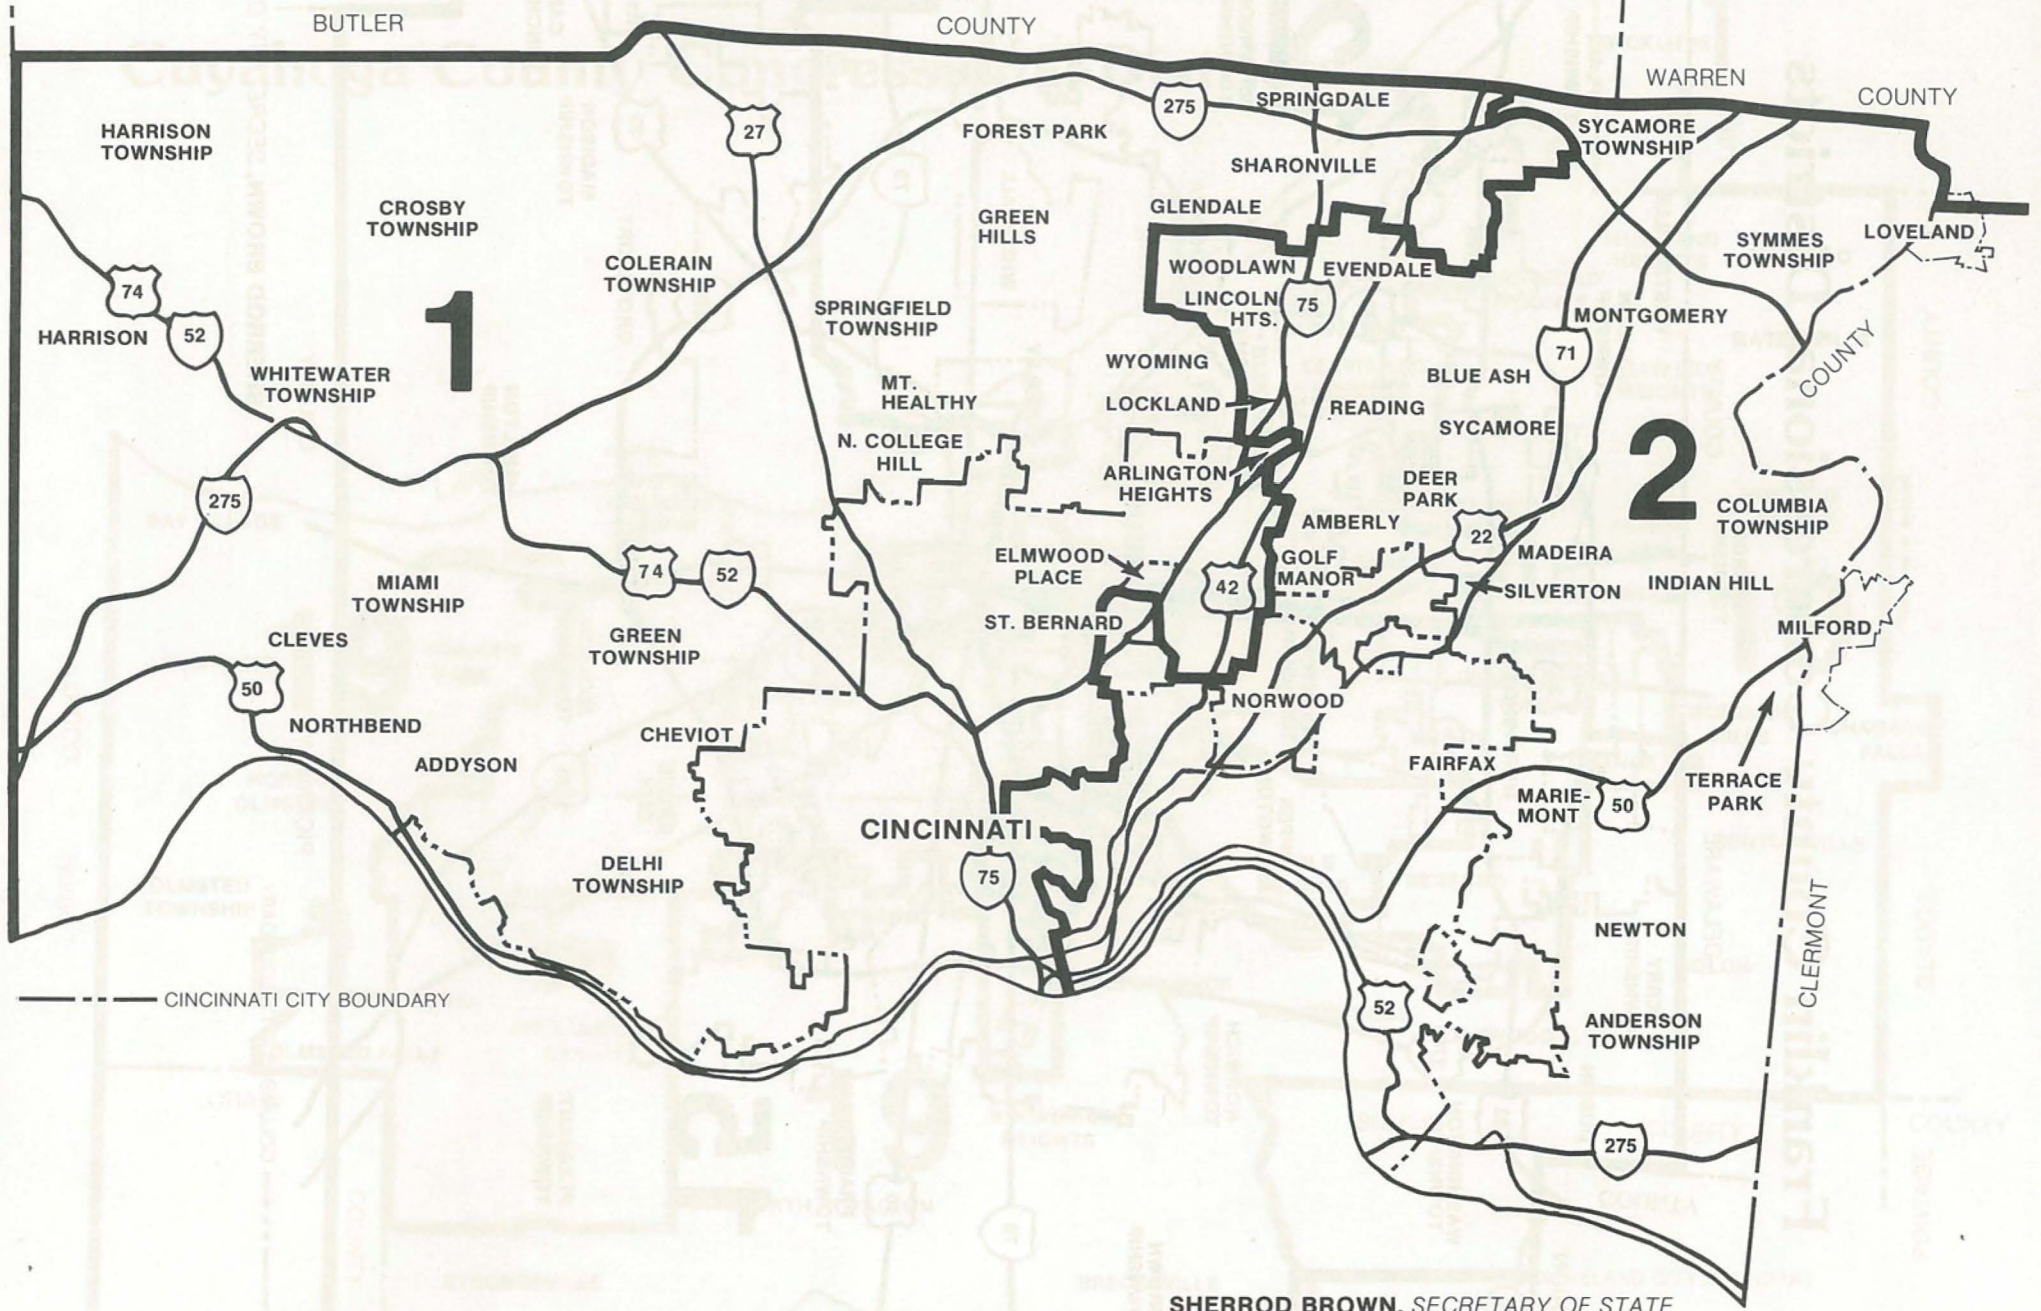 BUTLER
COUNTY
WARREN
COUNTY
HARRISON
TOWNSHIP
27
275
SPRINGDALE
FOREST PARK
SYCAMORE
TOWNSHIP
SHARONVILLE
CROSBY
TOWNSHIP
GREEN
HILLS
GLENDALE
SYMMES
TOWNSHIP
LOVELAND
COLERAIN
TOWNSHIP
WOODLAWN
EVENDALE
74
1
SPRINGFIELD
TOWNSHIP
LINCOLN
HTS.
75
MONTGOMERY
HARRISON
52
71
COUNTY
WHITEWATER
TOWNSHIP
WYOMING
BLUE ASH
MT.
HEALTHY
LOCKLAND
READING
SYCAMORE
2
N. COLLEGE
HILL
ARLINGTON
HEIGHTS
DEER
PARK
275
COLUMBIA
TOWNSHIP
AMBERLY
22
ELMWOOD
PLACE
GOLF
MANOR
MADEIRA
74
52
42
SILVERTON
INDIAN HILL
MIAMI
TOWNSHIP
ST. BERNARD
MILFORD
CLEVES
GREEN
TOWNSHIP
50
NORWOOD
NORTHBEND
CHEVIOT
ADDYSON
FAIRFAX
MARIE-
MONT
50
TERRACE
PARK
CINCINNATI
DELHI
TOWNSHIP
75
NEWTON
CLERMONT
CINCINNATI CITY BOUNDARY
52
ANDERSON
TOWNSHIP
275
SHERROD BROWN, SECRETARY OF STATE